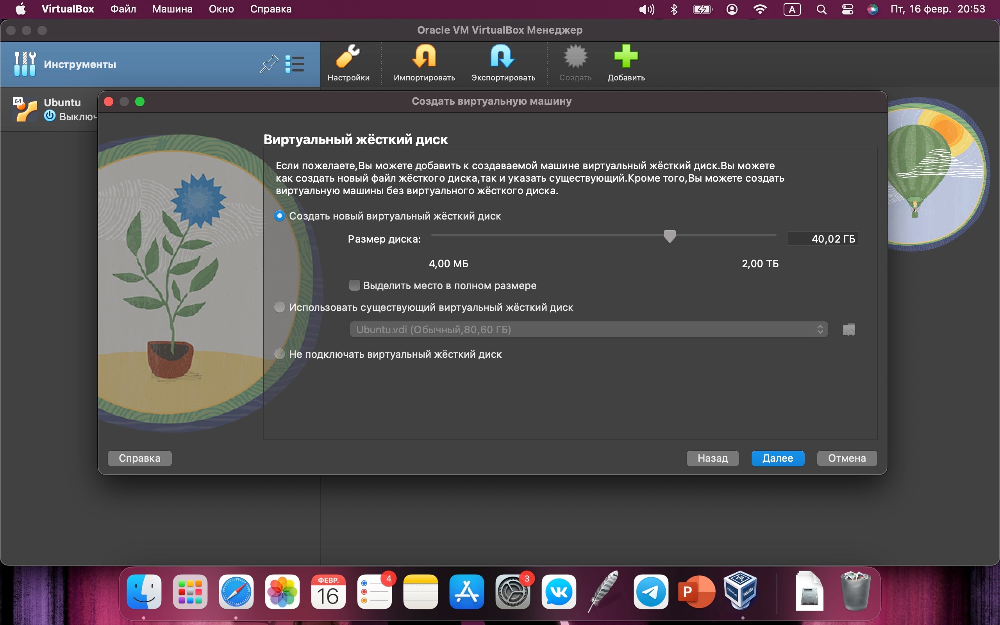 VirtualBox Файл Машина Окно Справка A Пт, 16 февр. 20:53
Oracle VM VirtualBox Менеджер
Инструменты
Настройки Импортировать Экспортировать Создать Добавить
64 Ubuntu
Выключ
Создать виртуальную машину
Виртуальный жёсткий диск
Если пожелаете,Вы можете добавить к создаваемой машине виртуальный жёсткий диск.Вы можете
как создать новый файл жёсткого диска,так и указать существующий.Кроме того,Вы можете создать
виртуальную машины без виртуального жёсткого диска.
Создать новый виртуальный жёсткий диск
Размер диска: 40,02 ГБ
4,00 МБ 2,00 ТБ
Выделить место в полном размере
Использовать существующий виртуальный жёсткий диск
Ubuntu.vdi (Обычный,80,60 ГБ)
Не подключать виртуальный жёсткий диск
Справка Назад Далее Отмена
ФЕВР. 4 3
16 P VirtualBox